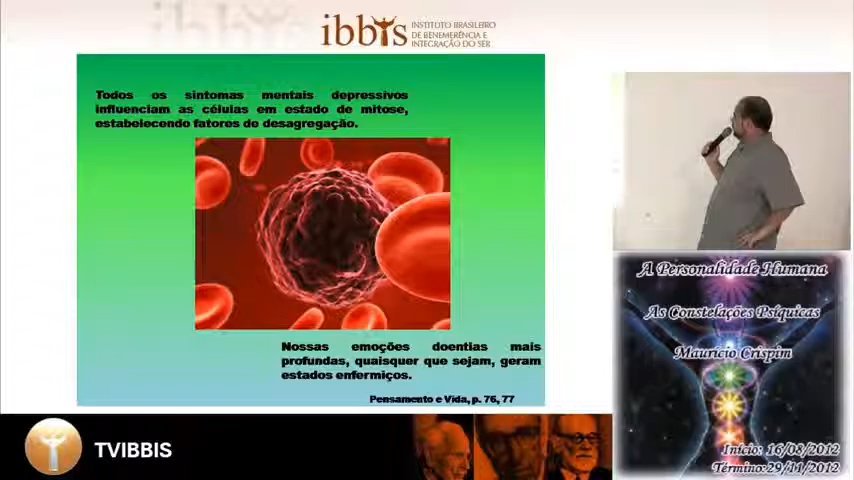 ibbis
INSTITUTO BRASILEIRO
DE BENEMERÊNCIA E
INTEGRAÇÃO DO SER
Todos os sintomas mentais depressivos
influenciam as células em estado de mitose,
estabelecendo fatores de desagregação.
Nossas emoções doentias mais
profundas, quaisquer que sejam, geram
estados enfermiços.
Pensamento e Vida, p. 76, 77
A Personalidade Humana
As Constelações Psíquicas
Maurício Crispim
Início: 16/08/2012
Término:29/11/2012
TVIBBIS